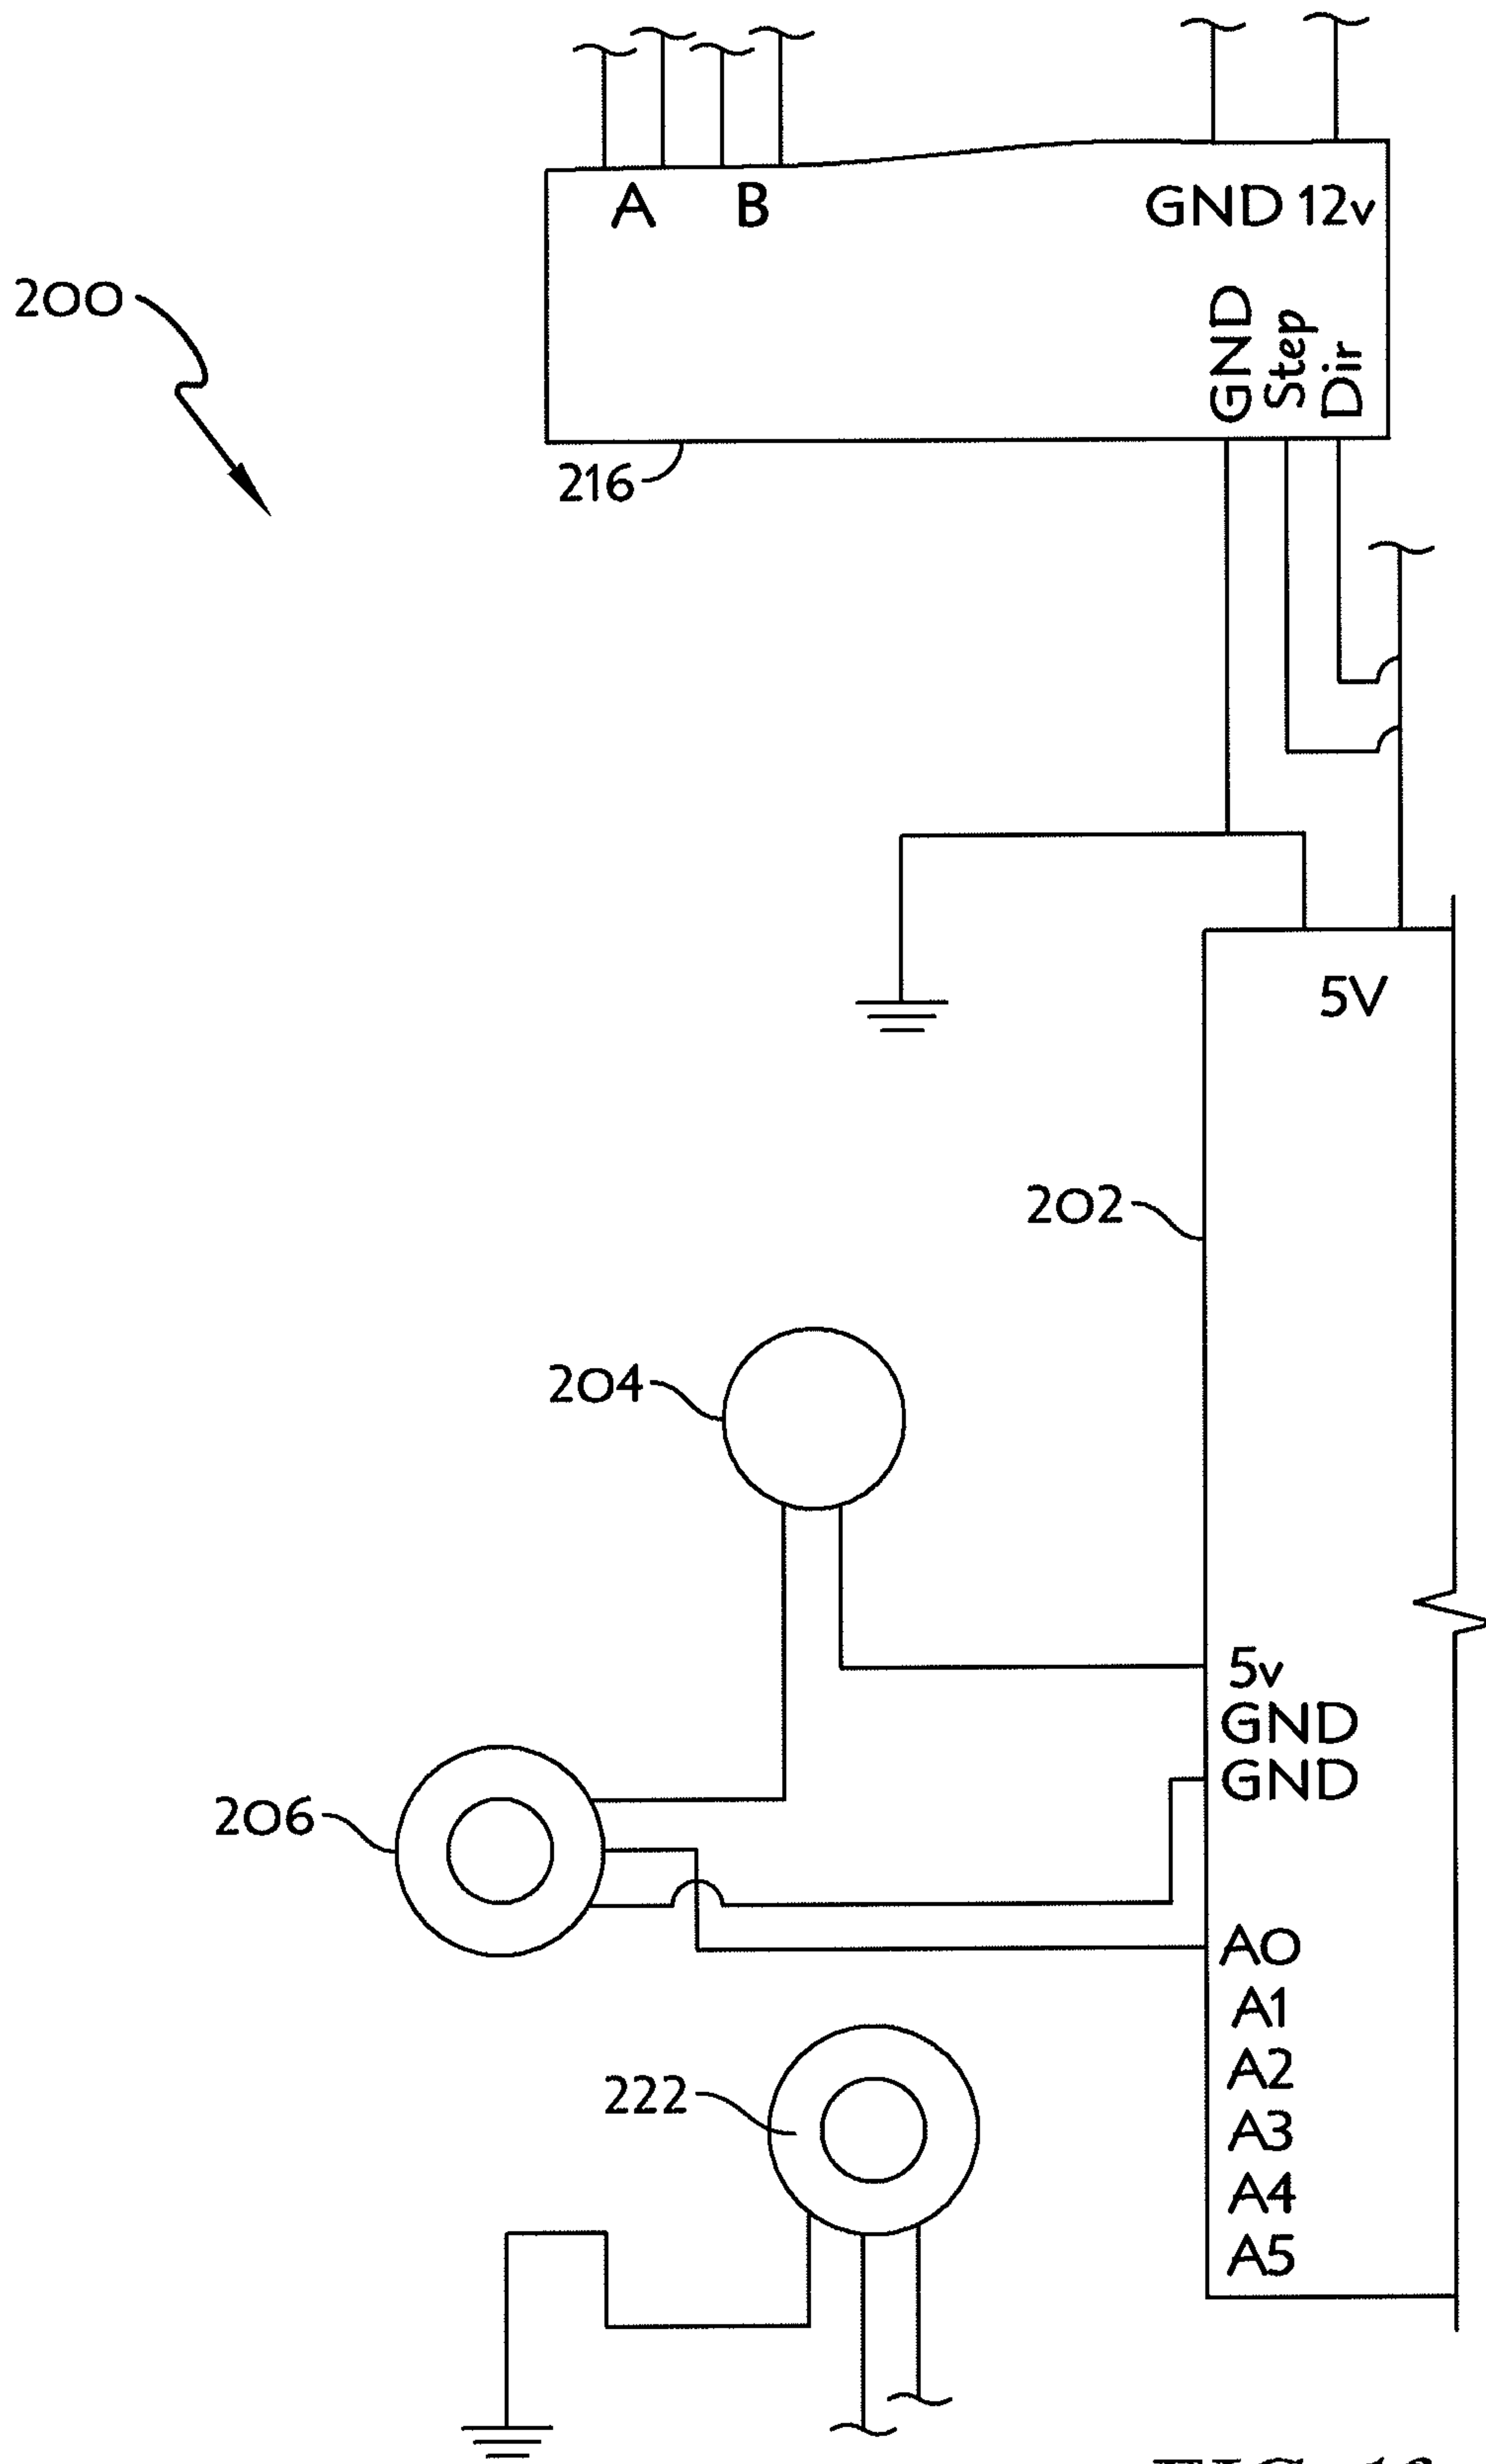 A B GND 12v
200
GND
Step
Dir
216
5V
202
204
5v
GND
206
GND
A0
A1
222
A2
A3
A4
A5